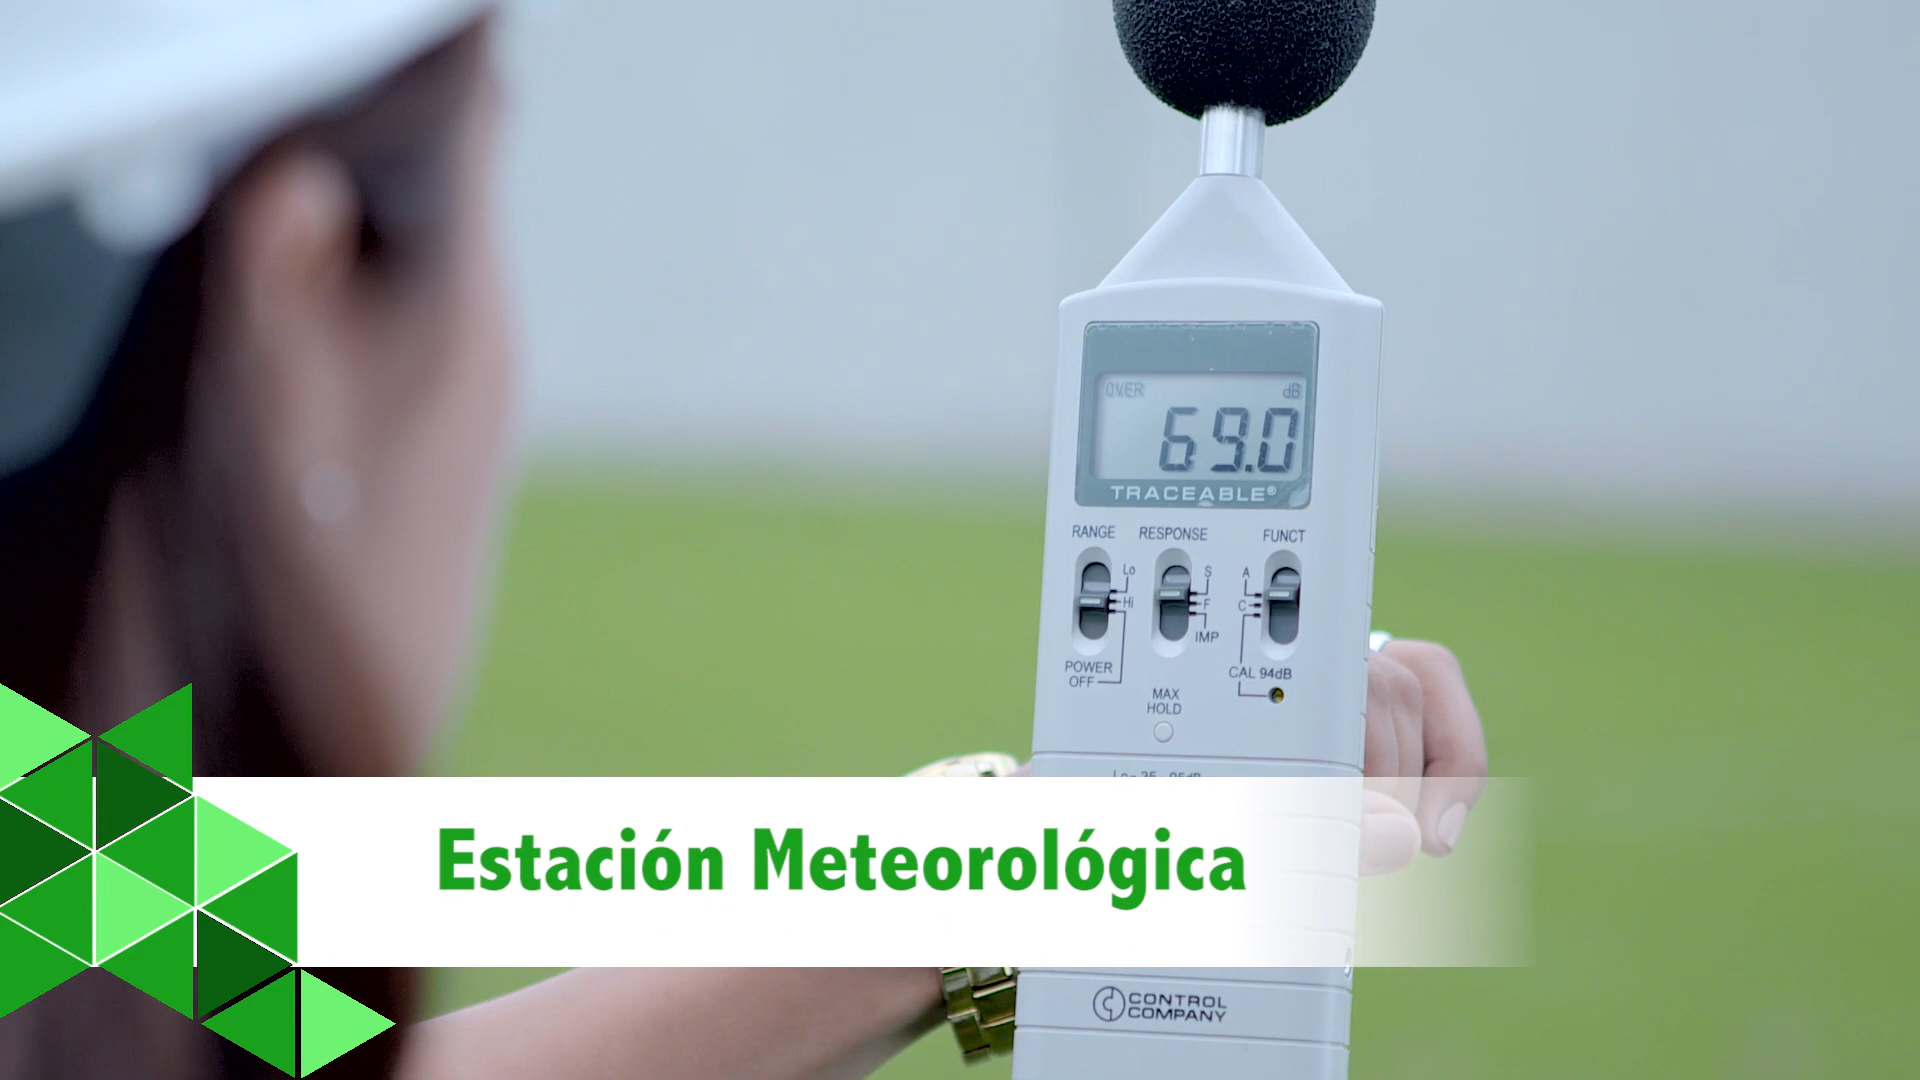 OVER dB
69.0
TRACEABLE®
RANGE RESPONSE FUNCT
Lo S A
Hi F C
IMP
POWER
OFF
CAL 94dB
MAX
HOLD
Estación Meteorológica
CONTROL
COMPANY